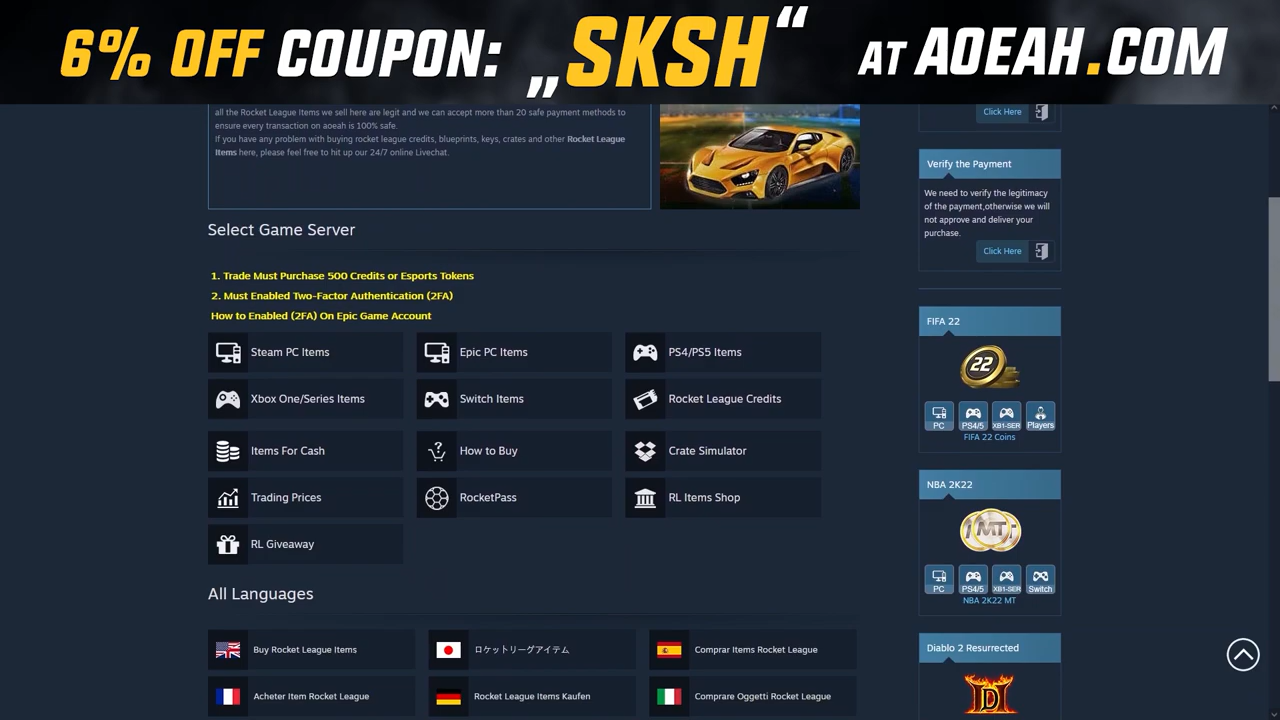 6% OFF COUPON: „SKSH“ AT AOEAH.COM
all the Rocket League Items we sell here are legit and we can accept more than 20 safe payment methods to
ensure every transaction on aoeah is 100% safe.
If you have any problem with buying rocket league credits, blueprints, keys, crates and other Rocket League
Items here, please feel free to hit up our 24/7 online Livechat.
Click Here
Verify the Payment
We need to verify the legitimacy
of the payment,otherwise we will
not approve and deliver your
purchase.
Click Here
Select Game Server
1. Trade Must Purchase 500 Credits or Esports Tokens
2. Must Enabled Two-Factor Authentication (2FA)
How to Enabled (2FA) On Epic Game Account
Steam PC Items
Epic PC Items
PS4/PS5 Items
Xbox One/Series Items
Switch Items
Rocket League Credits
Items For Cash
How to Buy
Crate Simulator
Trading Prices
RocketPass
RL Items Shop
RL Giveaway
FIFA 22
22
PC
PS4/5
XB1-SER
Players
FIFA 22 Coins
NBA 2K22
MT
PC
PS4/5
XB1-SER
Switch
NBA 2K22 MT
All Languages
Buy Rocket League Items
ロケットリーグアイテム
Comprar Items Rocket League
Acheter Item Rocket League
Rocket League Items Kaufen
Comprare Oggetti Rocket League
Diablo 2 Resurrected